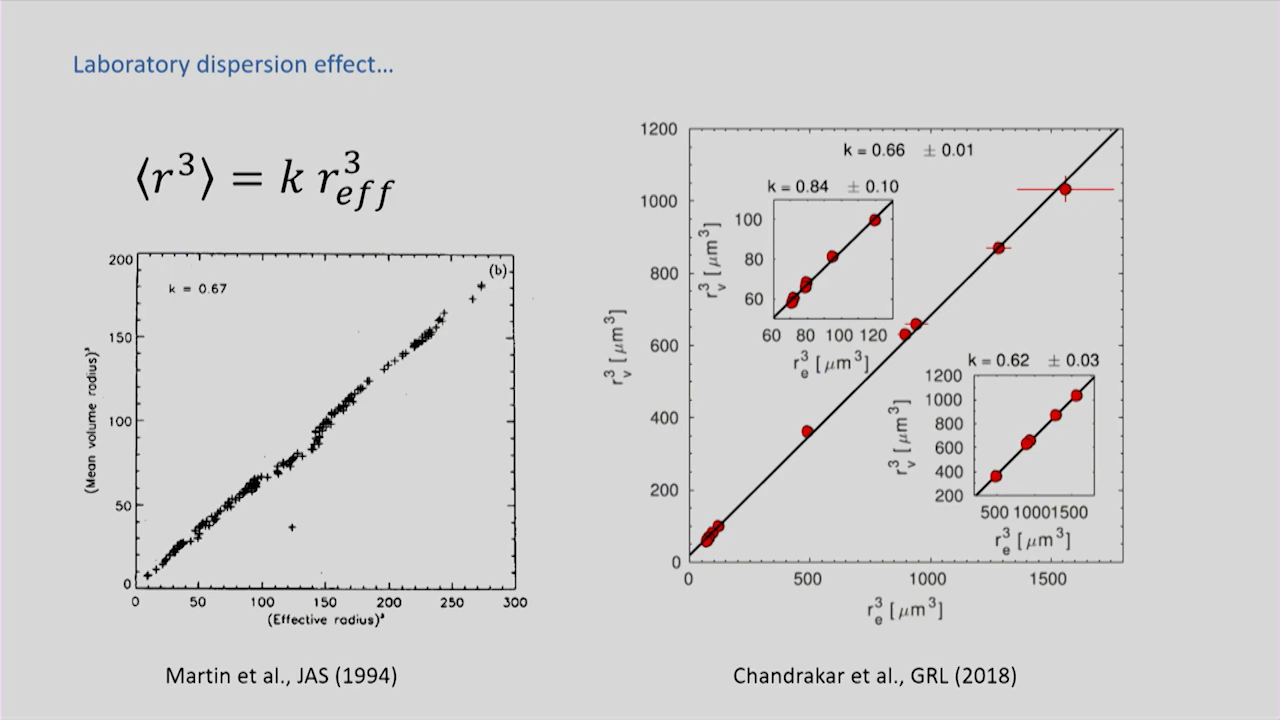 Laboratory dispersion effect...
⟨r³⟩ = k r³eff
(b)
k = 0.67
200
150
100
50
0
0 50 100 150 200 250 300
(Mean volume radius)³
(Effective radius)³
Martin et al., JAS (1994)
k = 0.66 ± 0.01
1200
1000
800
600
400
200
0
0 500 1000 1500
r³v [μm³]
r³e [μm³]
k = 0.84 ± 0.10
100
80
60
60 80 100 120
r³v [μm³]
r³e [μm³]
k = 0.62 ± 0.03
1200
1000
800
600
400
200
500 1000 1500
r³v [μm³]
r³e [μm³]
Chandrakar et al., GRL (2018)